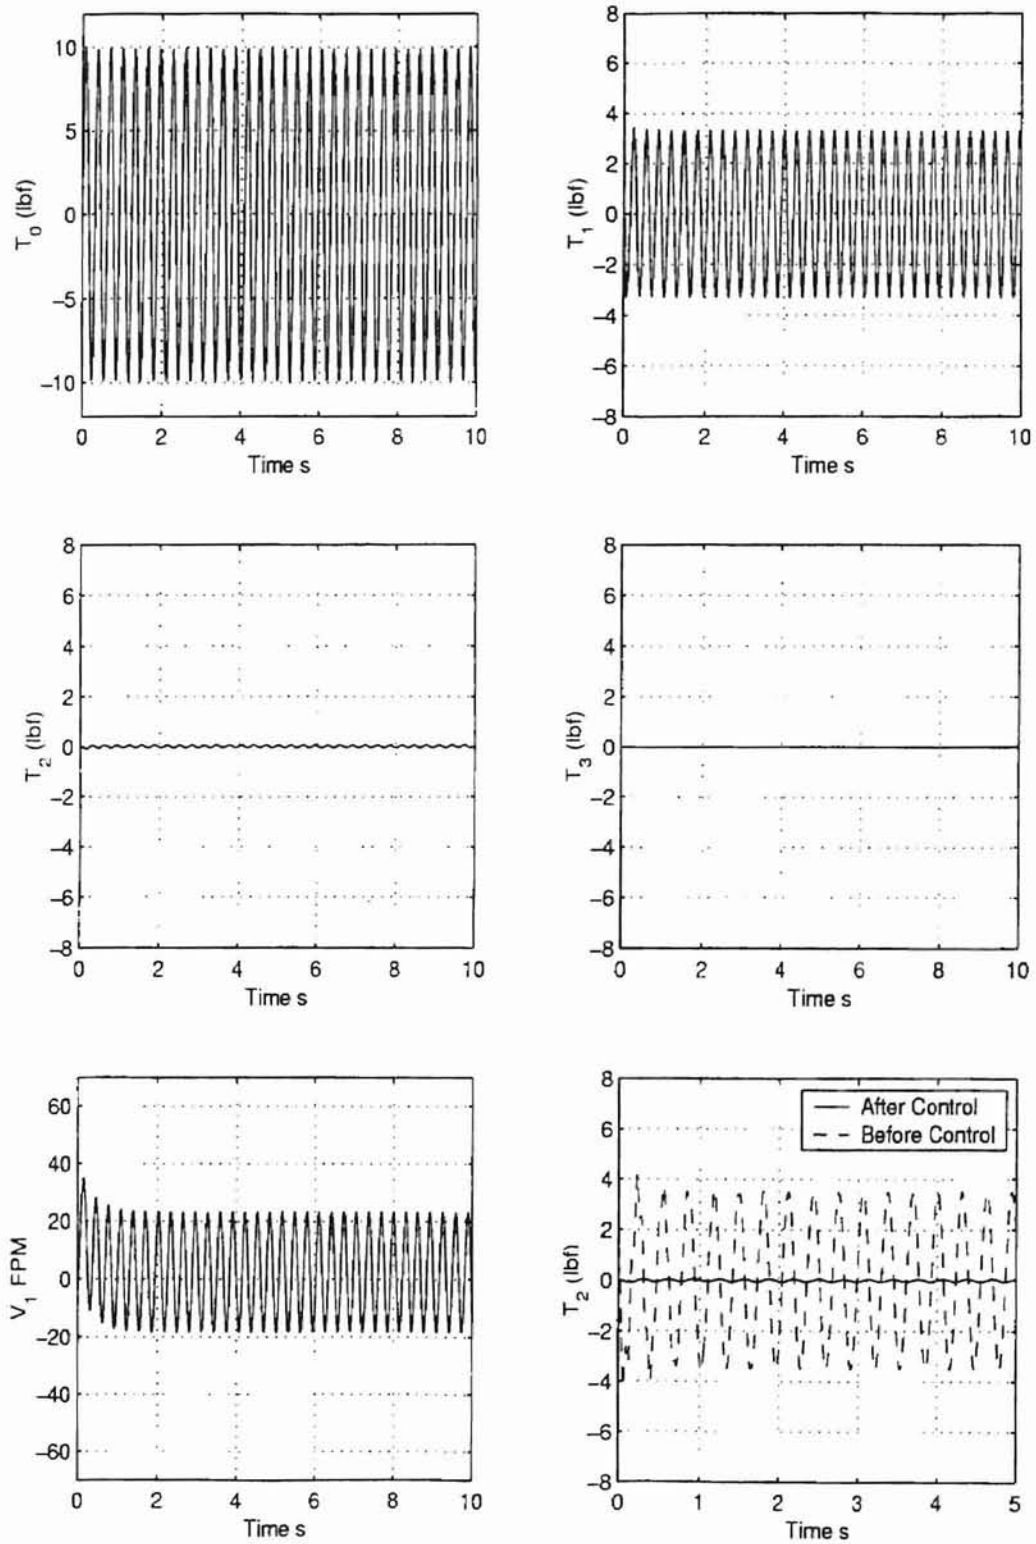 T0 (lbf)
10
5
0
−5
−10
0 2 4 6 8 10
Time s
T1 (lbf)
8
6
4
2
0
−2
−4
−6
−8
0 2 4 6 8 10
Time s
T2 (lbf)
8
6
4
2
0
−2
−4
−6
−8
0 2 4 6 8 10
Time s
T3 (lbf)
8
6
4
2
0
−2
−4
−6
−8
0 2 4 6 8 10
Time s
V1 FPM
60
40
20
0
−20
−40
−60
0 2 4 6 8 10
Time s
T2 (lbf)
8
6
4
2
0
−2
−4
−6
−8
After Control
Before Control
0 1 2 3 4 5
Time s